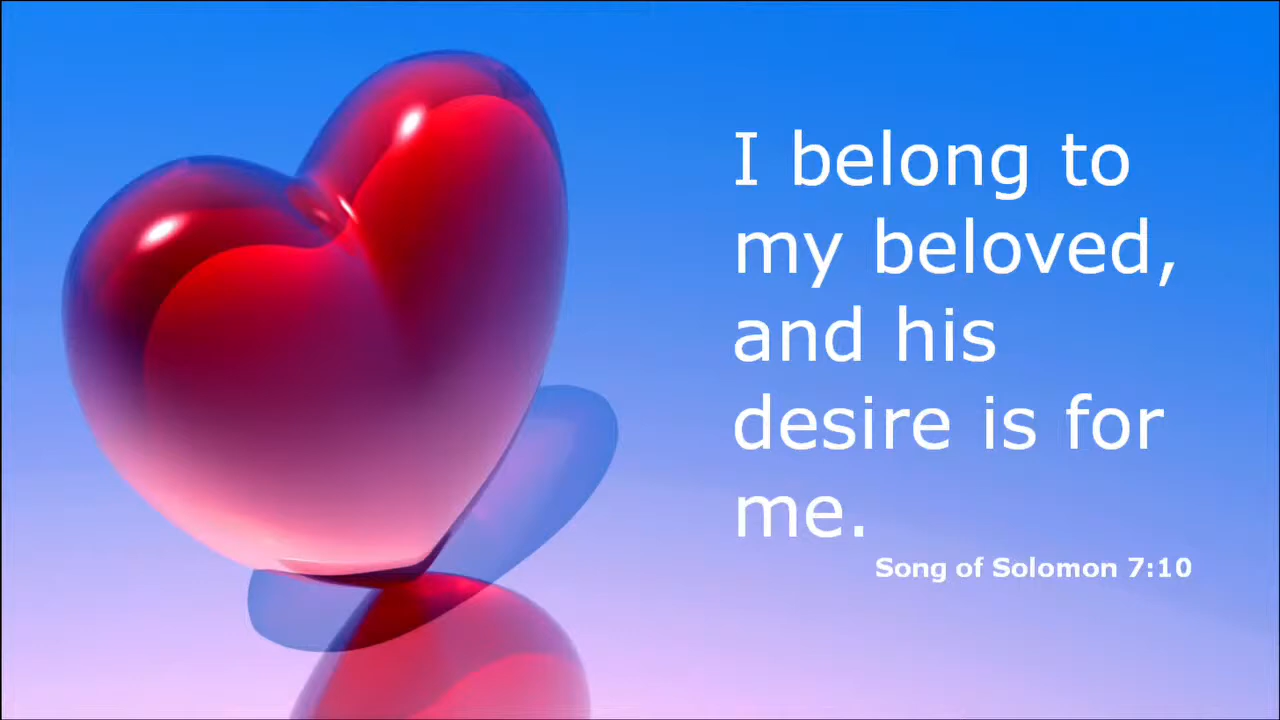 I belong to
my beloved,
and his
desire is for
me.
Song of Solomon 7:10